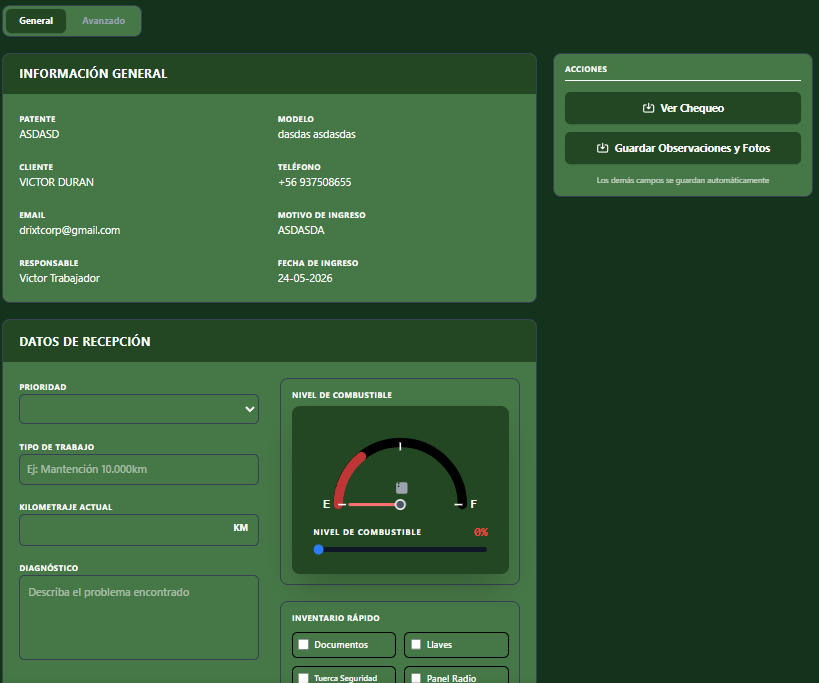 General
Avanzado
INFORMACIÓN GENERAL
PATENTE
ASDASD
MODELO
dasdas asdasdas
CLIENTE
VICTOR DURAN
TELÉFONO
+56 937508655
EMAIL
drixtcorp@gmail.com
MOTIVO DE INGRESO
ASDASDA
RESPONSABLE
Victor Trabajador
FECHA DE INGRESO
24-05-2026
ACCIONES
Ver Chequeo
Guardar Observaciones y Fotos
Los demás campos se guardan automáticamente
DATOS DE RECEPCIÓN
PRIORIDAD
TIPO DE TRABAJO
Ej: Mantención 10.000km
KILOMETRAJE ACTUAL
KM
DIAGNÓSTICO
Describa el problema encontrado
NIVEL DE COMBUSTIBLE
E
F
NIVEL DE COMBUSTIBLE
0%
INVENTARIO RÁPIDO
Documentos
Llaves
Tuerca Seguridad
Panel Radio